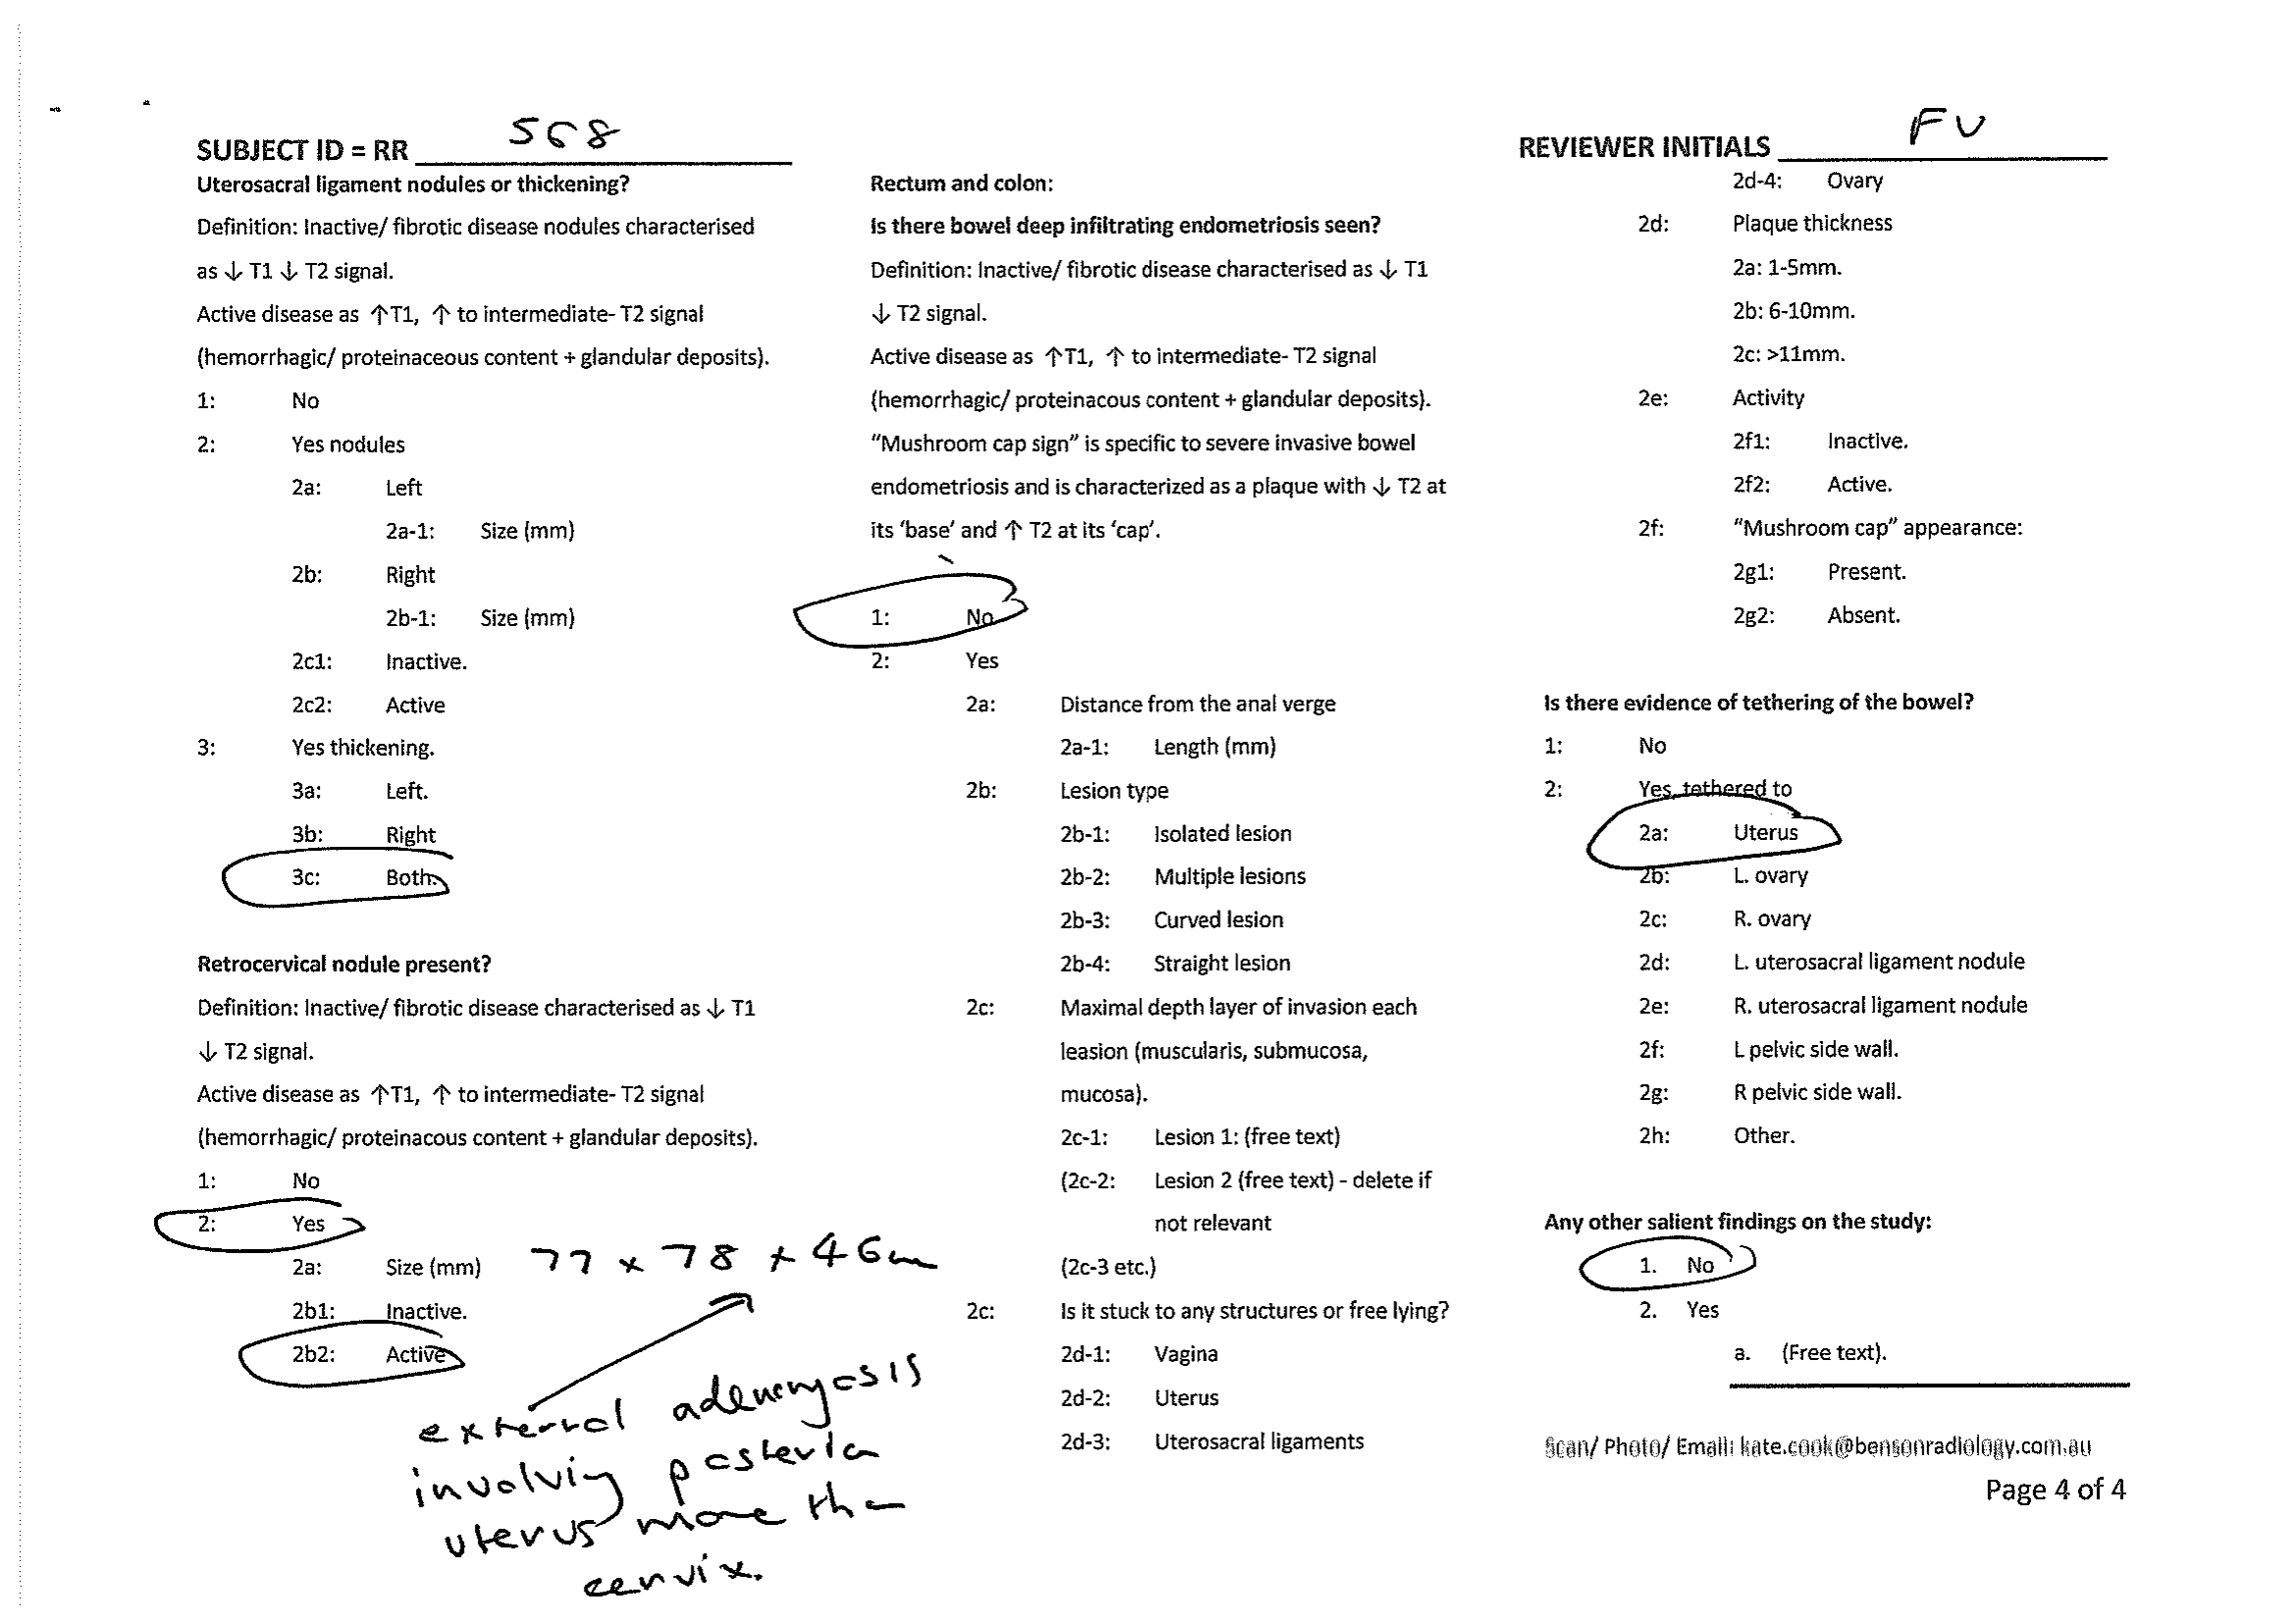 SUBJECT ID = RR 568
REVIEWER INITIALS FU
Uterosacral ligament nodules or thickening?
Definition: Inactive/ fibrotic disease nodules characterised
as ↓ T1 ↓ T2 signal.
Active disease as ↑T1, ↑ to intermediate- T2 signal
(hemorrhagic/ proteinaceous content + glandular deposits).
1: No
2: Yes nodules
2a: Left
2a-1: Size (mm)
2b: Right
2b-1: Size (mm)
2c1: Inactive.
2c2: Active
3: Yes thickening.
3a: Left.
3b: Right
3c: Both.
Retrocervical nodule present?
Definition: Inactive/ fibrotic disease characterised as ↓ T1
↓ T2 signal.
Active disease as ↑T1, ↑ to intermediate- T2 signal
(hemorrhagic/ proteinacous content + glandular deposits).
1: No
2: Yes
2a: Size (mm) 77 x 78 x 46m
2b1: Inactive.
2b2: Active
external adenomyosis
involving posterior
uterus more than
cervix.
Rectum and colon:
Is there bowel deep infiltrating endometriosis seen?
Definition: Inactive/ fibrotic disease characterised as ↓ T1
↓ T2 signal.
Active disease as ↑T1, ↑ to intermediate- T2 signal
(hemorrhagic/ proteinacous content + glandular deposits).
“Mushroom cap sign” is specific to severe invasive bowel
endometriosis and is characterized as a plaque with ↓ T2 at
its ‘base’ and ↑ T2 at its ‘cap’.
1: No
2: Yes
2a: Distance from the anal verge
2a-1: Length (mm)
2b: Lesion type
2b-1: Isolated lesion
2b-2: Multiple lesions
2b-3: Curved lesion
2b-4: Straight lesion
2c: Maximal depth layer of invasion each
leasion (muscularis, submucosa,
mucosa).
2c-1: Lesion 1: (free text)
(2c-2: Lesion 2 (free text) - delete if
not relevant
(2c-3 etc.)
2c: Is it stuck to any structures or free lying?
2d-1: Vagina
2d-2: Uterus
2d-3: Uterosacral ligaments
2d-4: Ovary
2d: Plaque thickness
2a: 1-5mm.
2b: 6-10mm.
2c: >11mm.
2e: Activity
2f1: Inactive.
2f2: Active.
2f: “Mushroom cap” appearance:
2g1: Present.
2g2: Absent.
Is there evidence of tethering of the bowel?
1: No
2: Yes, tethered to
2a: Uterus
2b: L. ovary
2c: R. ovary
2d: L. uterosacral ligament nodule
2e: R. uterosacral ligament nodule
2f: L pelvic side wall.
2g: R pelvic side wall.
2h: Other.
Any other salient findings on the study:
1. No
2. Yes
a. (Free text).
Scan/ Photo/ Email: kate.cook@bensonradiology.com.au
Page 4 of 4